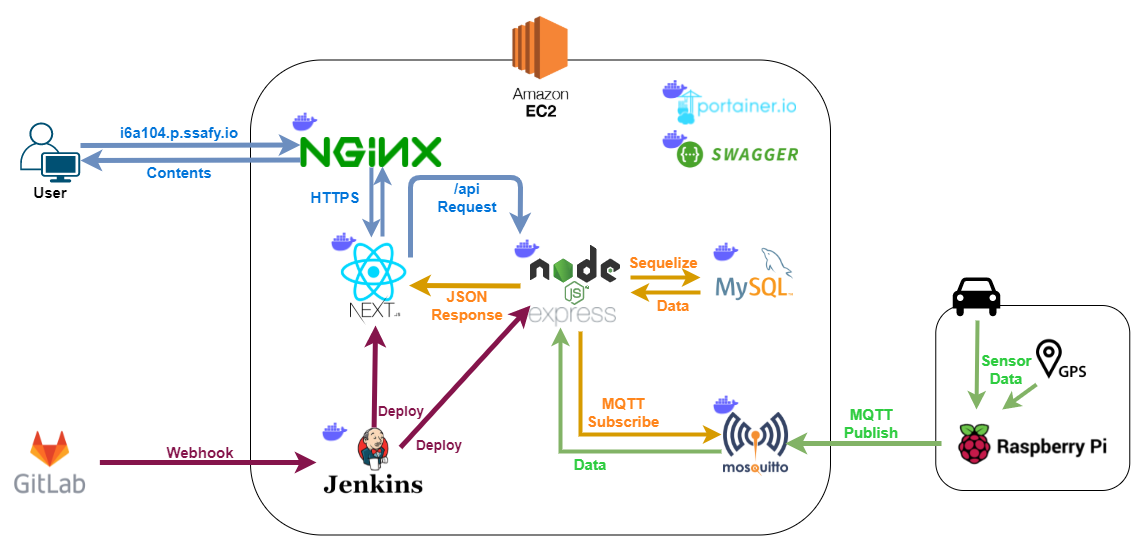 Amazon
EC2
portainer.io
SWAGGER
i6a104.p.ssafy.io
NGiNX
Contents
User
HTTPS
/api
Request
node
JS
express
Sequelize
Data
MySQL
JSON
Response
NEXT.JS
Sensor
Data
GPS
Deploy
Deploy
MQTT
Subscribe
Data
mosquitto
MQTT
Publish
Raspberry Pi
Webhook
GitLab
Jenkins